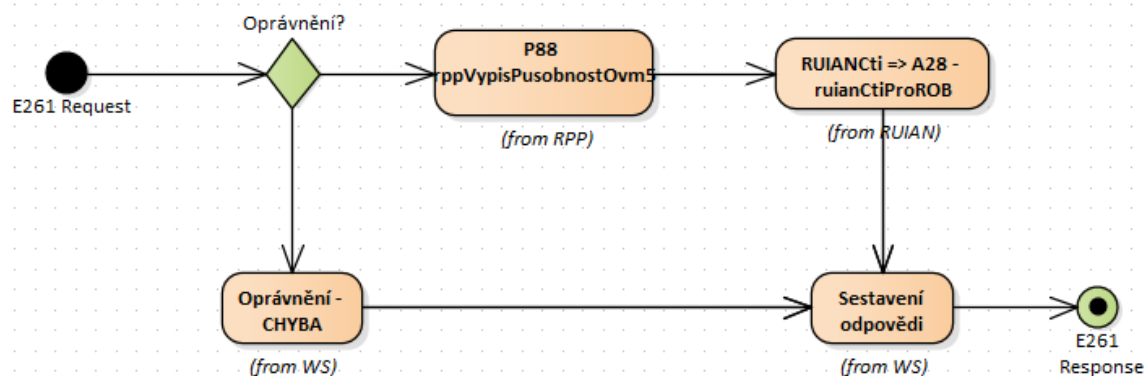 Oprávnění?
P88
rppVypisPusobnostOvm5
(from RPP)
RUIANCti => A28 -
ruianCtiProROB
(from RUIAN)
E261 Request
Oprávnění -
CHYBA
(from WS)
Sestavení
odpovědi
(from WS)
E261
Response